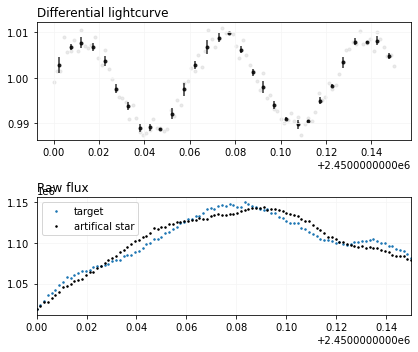 Differential lightcurve
1.01
1.00
0.99
0.00 0.02 0.04 0.06 0.08 0.10 0.12 0.14
+2.4500000000e6
Raw flux
1e6
1.15
1.10
1.05
target
artifical star
0.00 0.02 0.04 0.06 0.08 0.10 0.12 0.14
+2.4500000000e6